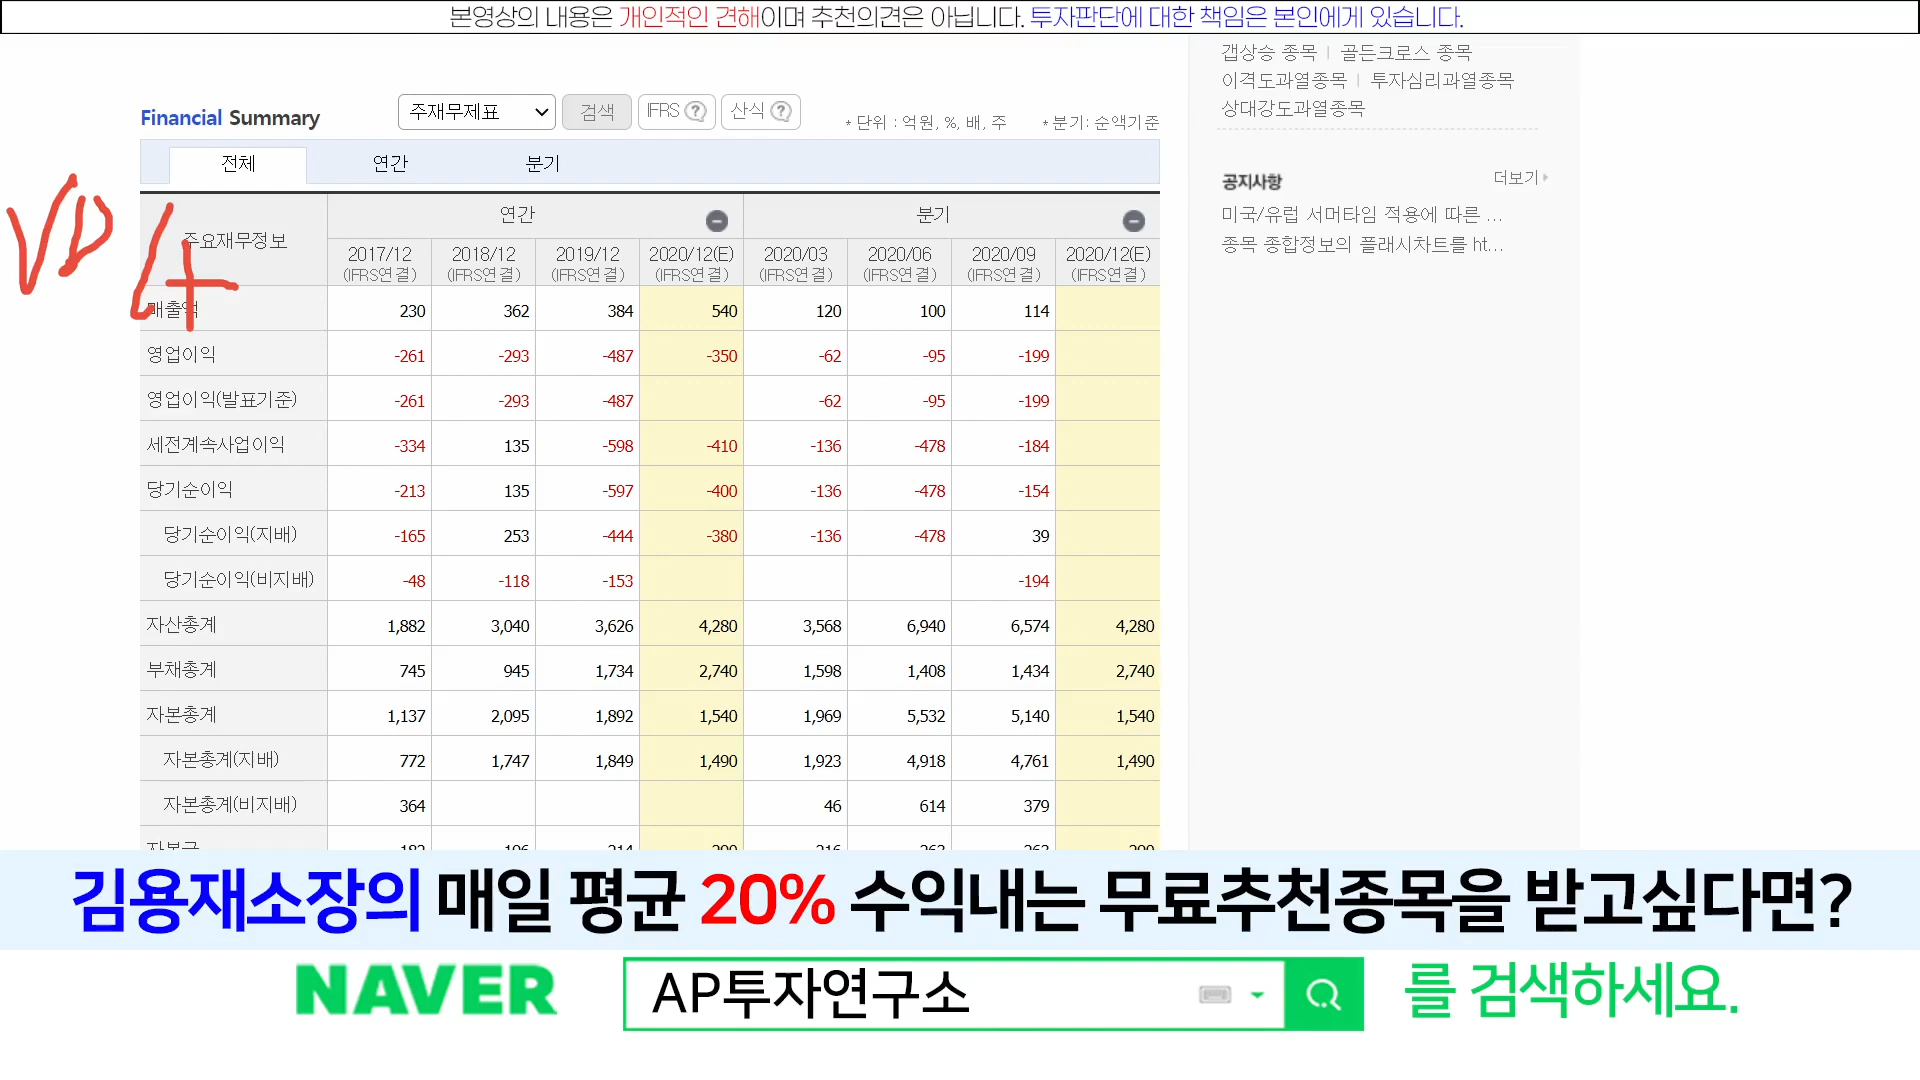 본영상의 내용은 개인적인 견해이며 추천의견은 아닙니다. 투자판단에 대한 책임은 본인에게 있습니다.
갭상승 종목 | 골든크로스 종목
이격도과열종목 | 투자심리과열종목
상대강도과열종목
공지사항 더보기
미국/유럽 서머타임 적용에 따른 ...
종목 종합정보의 플래시차트를 ht...
Financial Summary 주재무제표 검색 IFRS ? 산식 ? * 단위 : 억원, %, 배, 주 * 분기: 순액기준
전체 연간 분기
주요재무정보 연간 분기
2017/12 2018/12 2019/12 2020/12(E) 2020/03 2020/06 2020/09 2020/12(E)
(IFRS연결) (IFRS연결) (IFRS연결) (IFRS연결) (IFRS연결) (IFRS연결) (IFRS연결) (IFRS연결)
매출액 230 362 384 540 120 100 114
영업이익 -261 -293 -487 -350 -62 -95 -199
영업이익(발표기준) -261 -293 -487 -62 -95 -199
세전계속사업이익 -334 135 -598 -410 -136 -478 -184
당기순이익 -213 135 -597 -400 -136 -478 -154
당기순이익(지배) -165 253 -444 -380 -136 -478 39
당기순이익(비지배) -48 -118 -153 -194
자산총계 1,882 3,040 3,626 4,280 3,568 6,940 6,574 4,280
부채총계 745 945 1,734 2,740 1,598 1,408 1,434 2,740
자본총계 1,137 2,095 1,892 1,540 1,969 5,532 5,140 1,540
자본총계(지배) 772 1,747 1,849 1,490 1,923 4,918 4,761 1,490
자본총계(비지배) 364 46 614 379
김용재소장의 매일 평균 20% 수익내는 무료추천종목을 받고싶다면?
NAVER AP투자연구소 를 검색하세요.